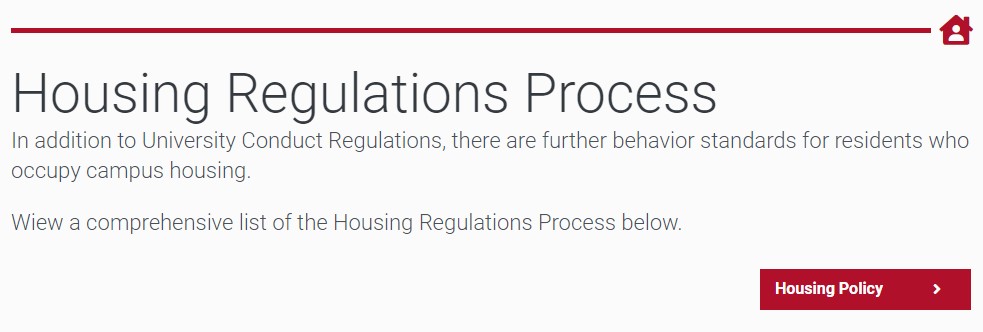 Housing Regulations Process
In addition to University Conduct Regulations, there are further behavior standards for residents who
occupy campus housing.
Wiew a comprehensive list of the Housing Regulations Process below.
Housing Policy